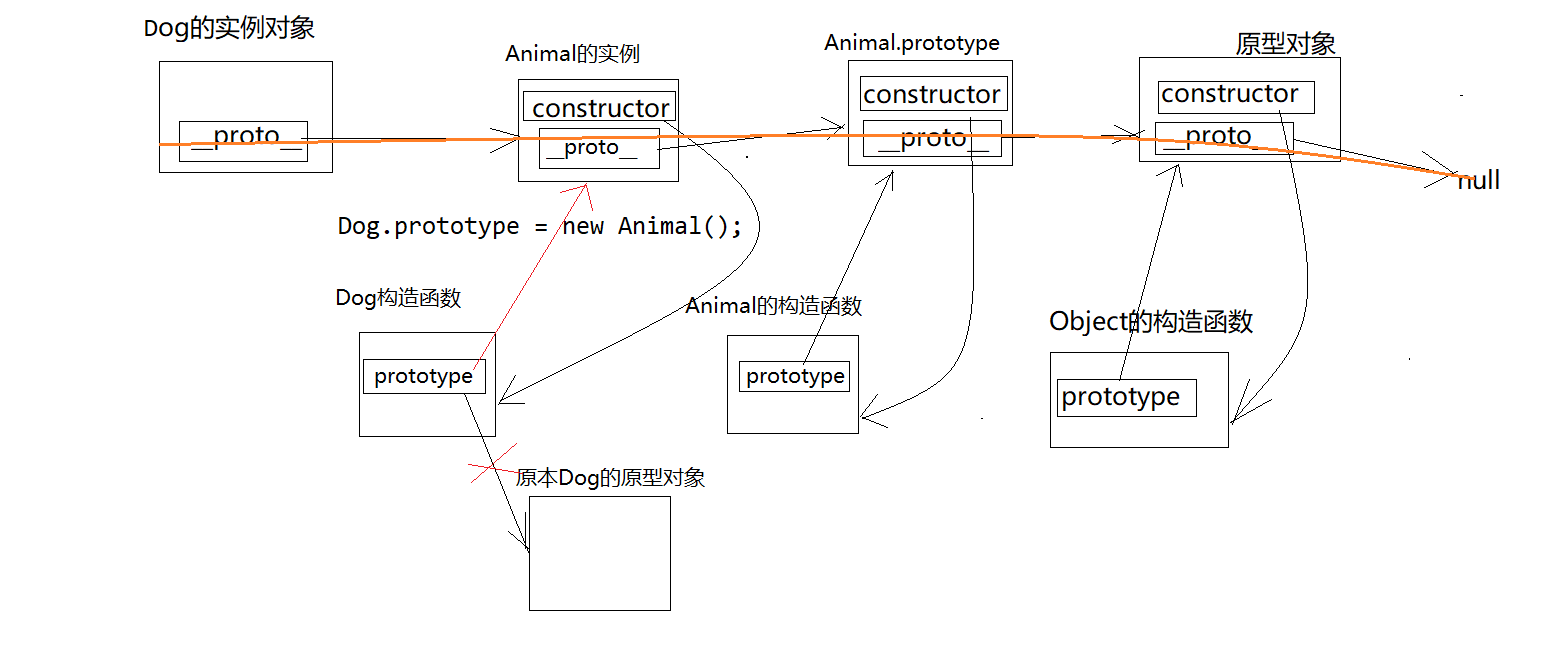 Dog的实例对象
Animal的实例
Animal.prototype
原型对象
constructor
constructor
constructor
__proto__
__proto__
__proto__
__proto_
null
Dog.prototype = new Animal();
Dog构造函数
Animal的构造函数
Object的构造函数
prototype
prototype
prototype
原本Dog的原型对象